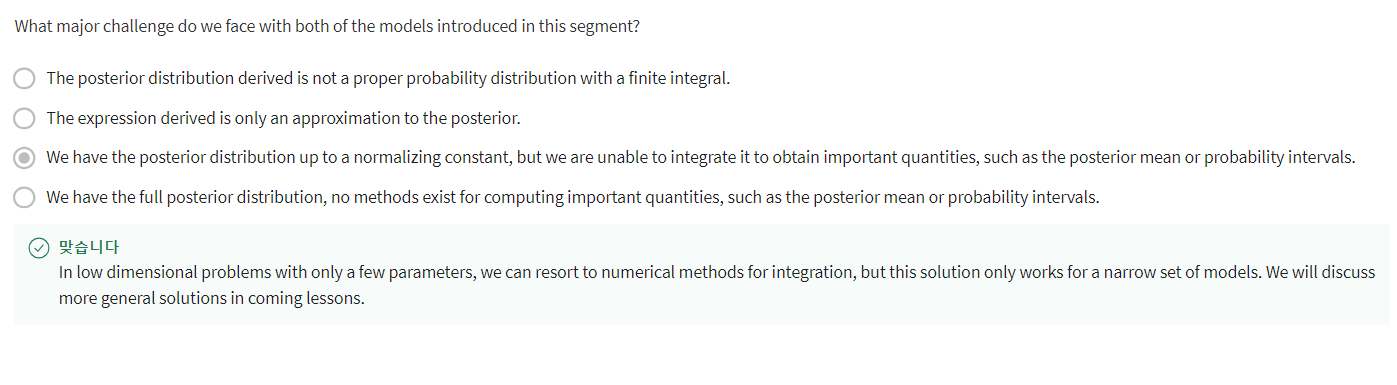 What major challenge do we face with both of the models introduced in this segment?
The posterior distribution derived is not a proper probability distribution with a finite integral.
The expression derived is only an approximation to the posterior.
We have the posterior distribution up to a normalizing constant, but we are unable to integrate it to obtain important quantities, such as the posterior mean or probability intervals.
We have the full posterior distribution, no methods exist for computing important quantities, such as the posterior mean or probability intervals.
맞습니다
In low dimensional problems with only a few parameters, we can resort to numerical methods for integration, but this solution only works for a narrow set of models. We will discuss
more general solutions in coming lessons.